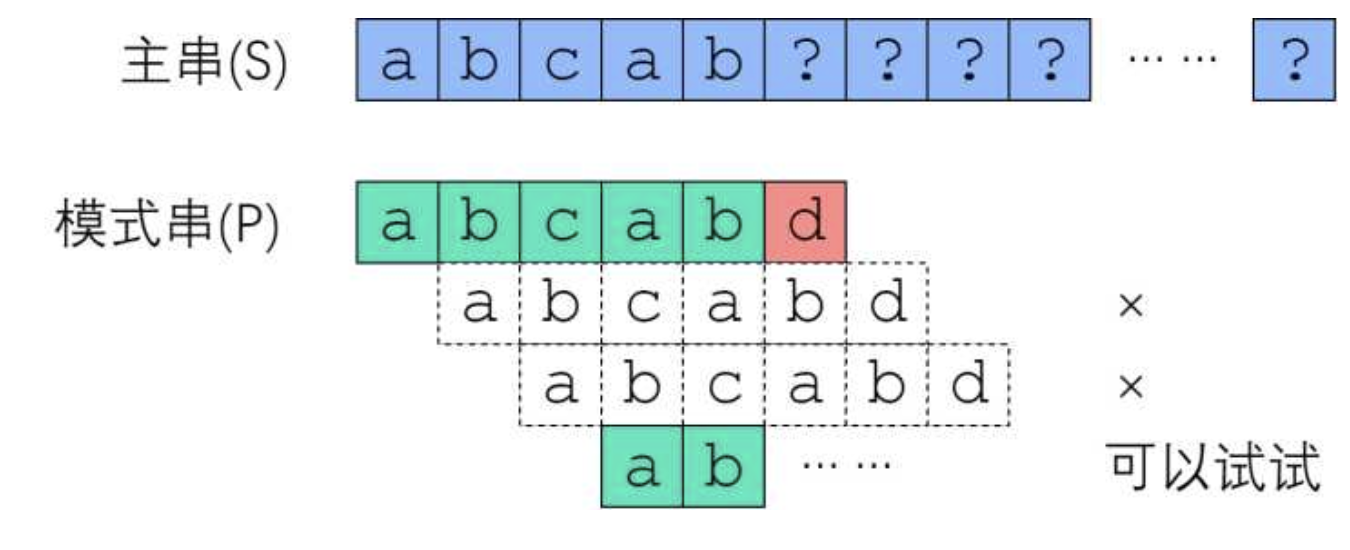 主串(S) a b c a b ? ? ? ? … … ?
模式串(P) a b c a b d
a b c a b d ×
a b c a b d ×
a b … … 可以试试